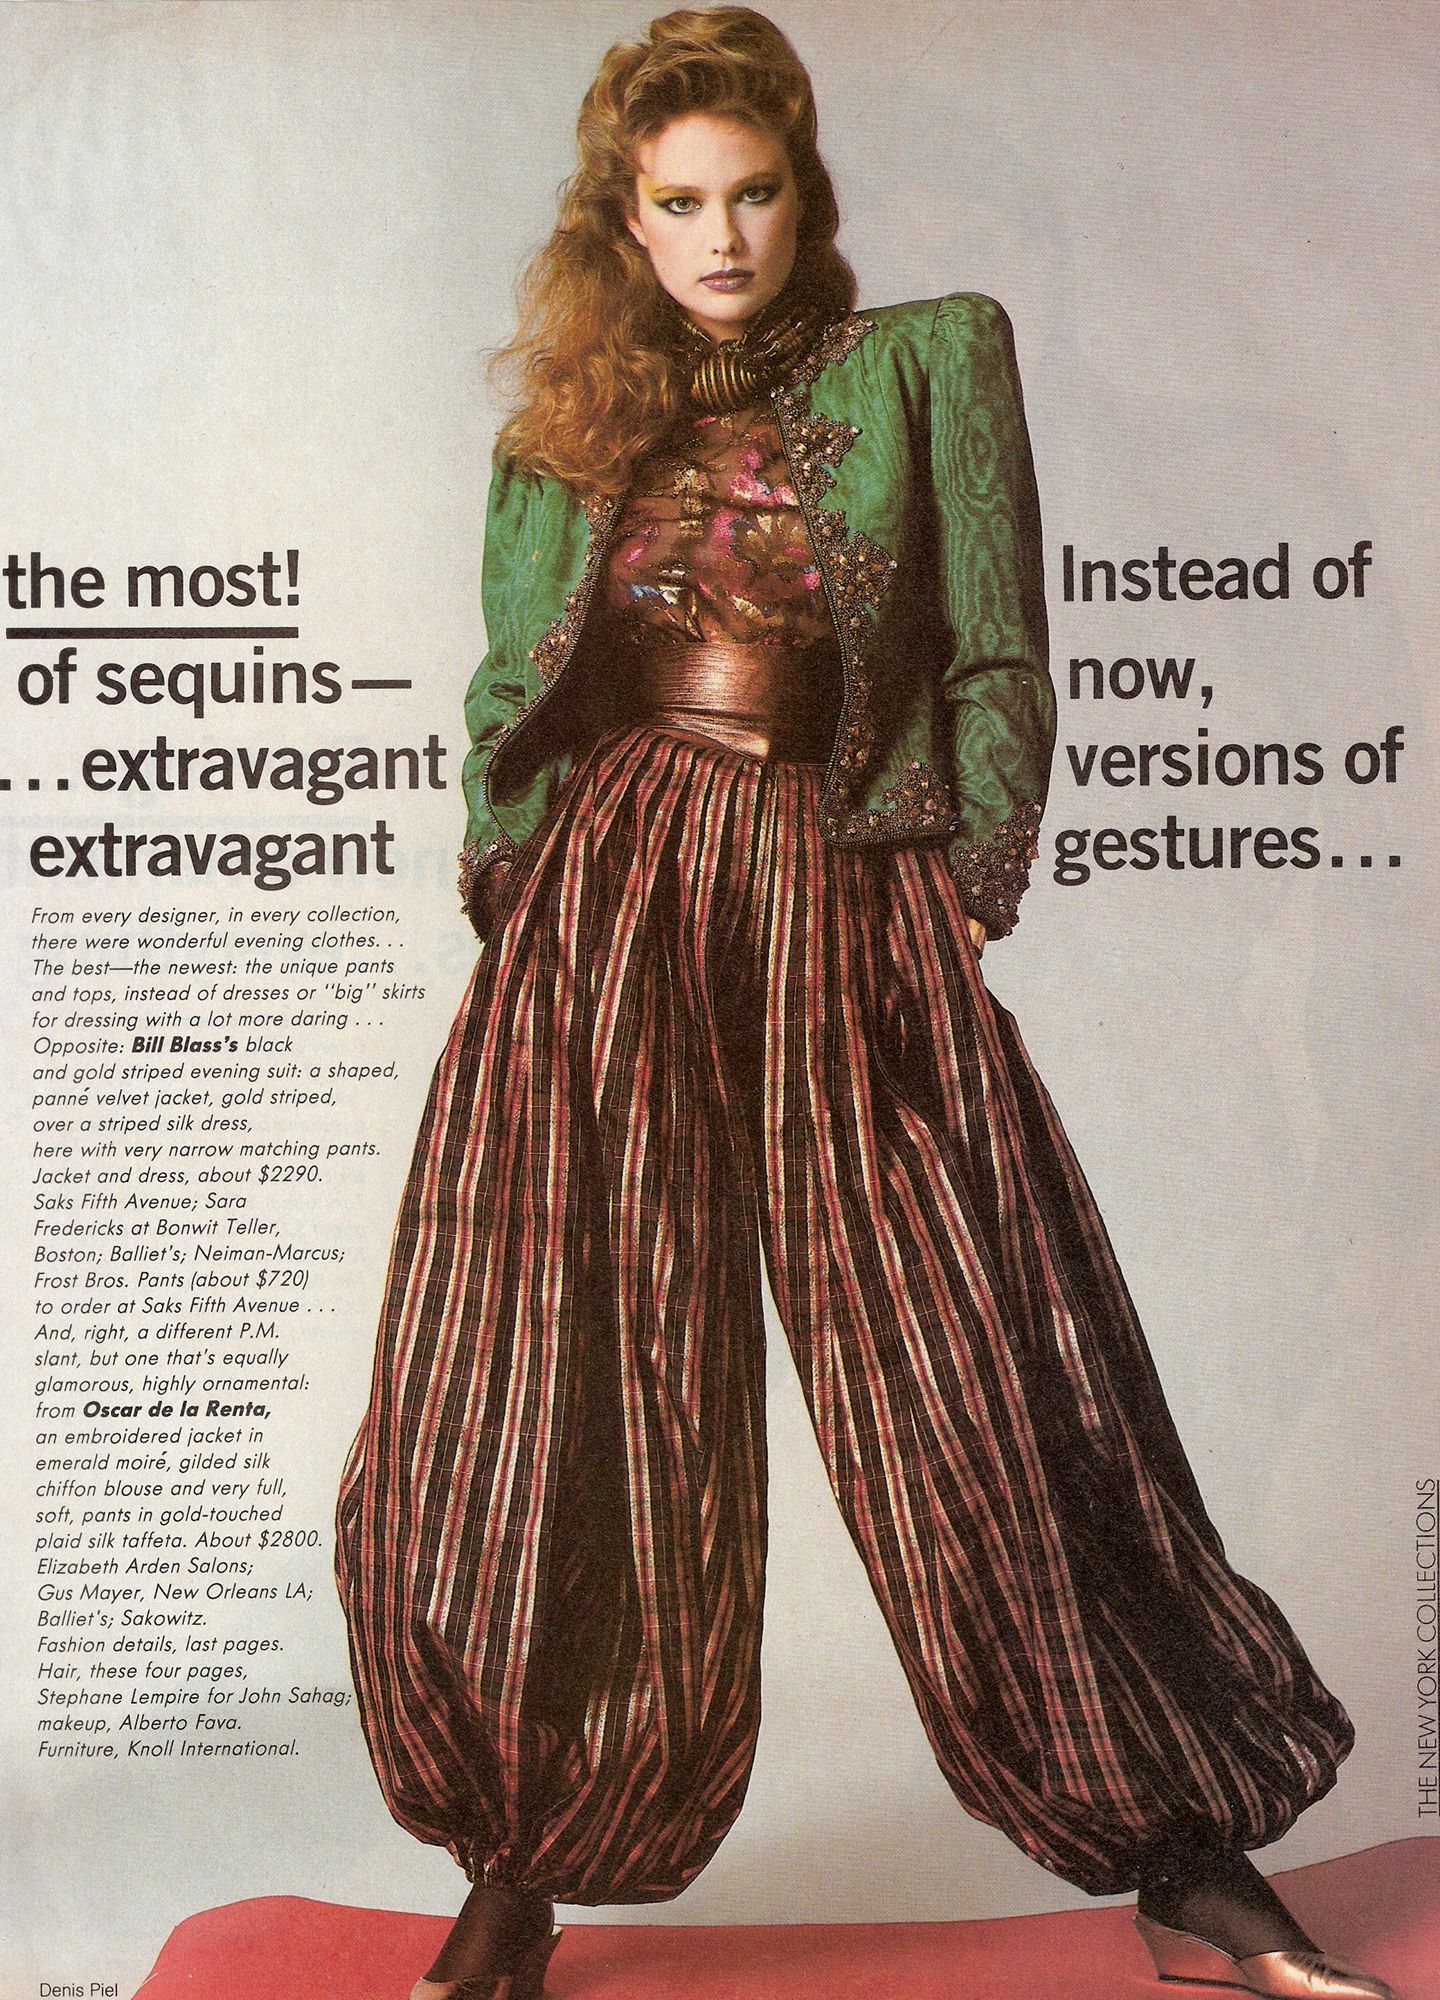 the most!
of sequins—
...extravagant
extravagant
Instead of
now,
versions of
gestures...
From every designer, in every collection,
there were wonderful evening clothes. . .
The best—the newest: the unique pants
and tops, instead of dresses or "big" skirts
for dressing with a lot more daring . . .
Opposite: Bill Blass's black
and gold striped evening suit: a shaped,
panné velvet jacket, gold striped,
over a striped silk dress,
here with very narrow matching pants.
Jacket and dress, about $2290.
Saks Fifth Avenue; Sara
Fredericks at Bonwit Teller,
Boston; Balliet's; Neiman-Marcus;
Frost Bros. Pants (about $720)
to order at Saks Fifth Avenue . . .
And, right, a different P.M.
slant, but one that's equally
glamorous, highly ornamental:
from Oscar de la Renta,
an embroidered jacket in
emerald moiré, gilded silk
chiffon blouse and very full,
soft, pants in gold-touched
plaid silk taffeta. About $2800.
Elizabeth Arden Salons;
Gus Mayer, New Orleans LA;
Balliet's; Sakowitz.
Fashion details, last pages.
Hair, these four pages,
Stephane Lempire for John Sahag;
makeup, Alberto Fava.
Furniture, Knoll International.
THE NEW YORK COLLECTIONS
Denis Piel